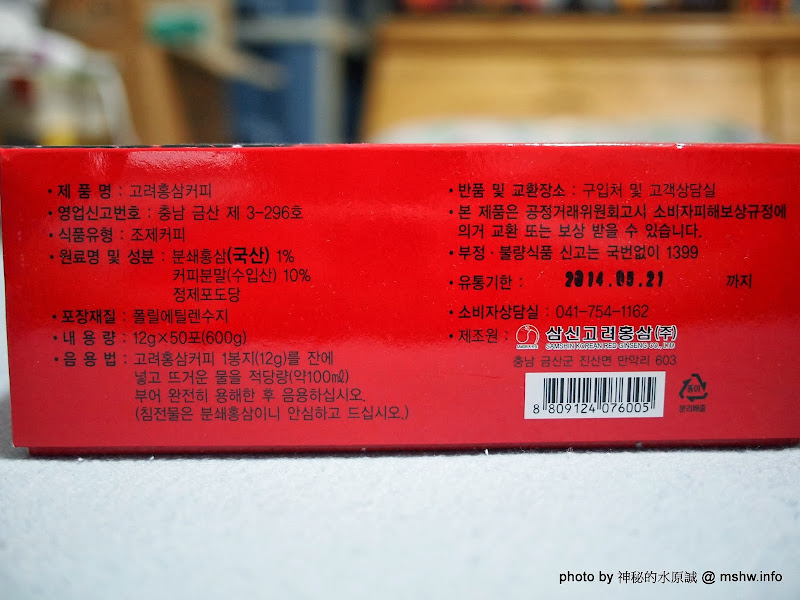 • 제 품 명 : 고려홍삼커피
• 영업신고번호 : 충남 금산 제 3-296호
• 식품유형 : 조제커피
• 원료명 및 성분 : 분쇄홍삼(국산) 1%
커피분말(수입산) 10%
정제포도당
• 포장재질 : 폴릴에틸렌수지
• 내 용 량 : 12g×50포(600g)
• 음 용 법 : 고려홍삼커피 1봉지(12g)를 잔에
넣고 뜨거운 물을 적당량(약100㎖)
부어 완전히 용해한 후 음용하십시오.
(침전물은 분쇄홍삼이니 안심하고 드십시오.)
• 반품 및 교환장소 : 구입처 및 고객상담실
• 본 제품은 공정거래위원회고시 소비자피해보상규정에
의거 교환 또는 보상 받을 수 있습니다.
• 부정·불량식품 신고는 국번없이 1399
• 유통기한 : 2014.05.21 까지
• 소비자상담실 : 041-754-1162
• 제조원 : 삼신고려홍삼(주)
SAMSHIN KOREAN RED GINSENG CO., LTD
충남 금산군 진산면 만악리 603
8 809124 076005
종이
분리배출
photo by 神秘的水原誠 @ mshw.info